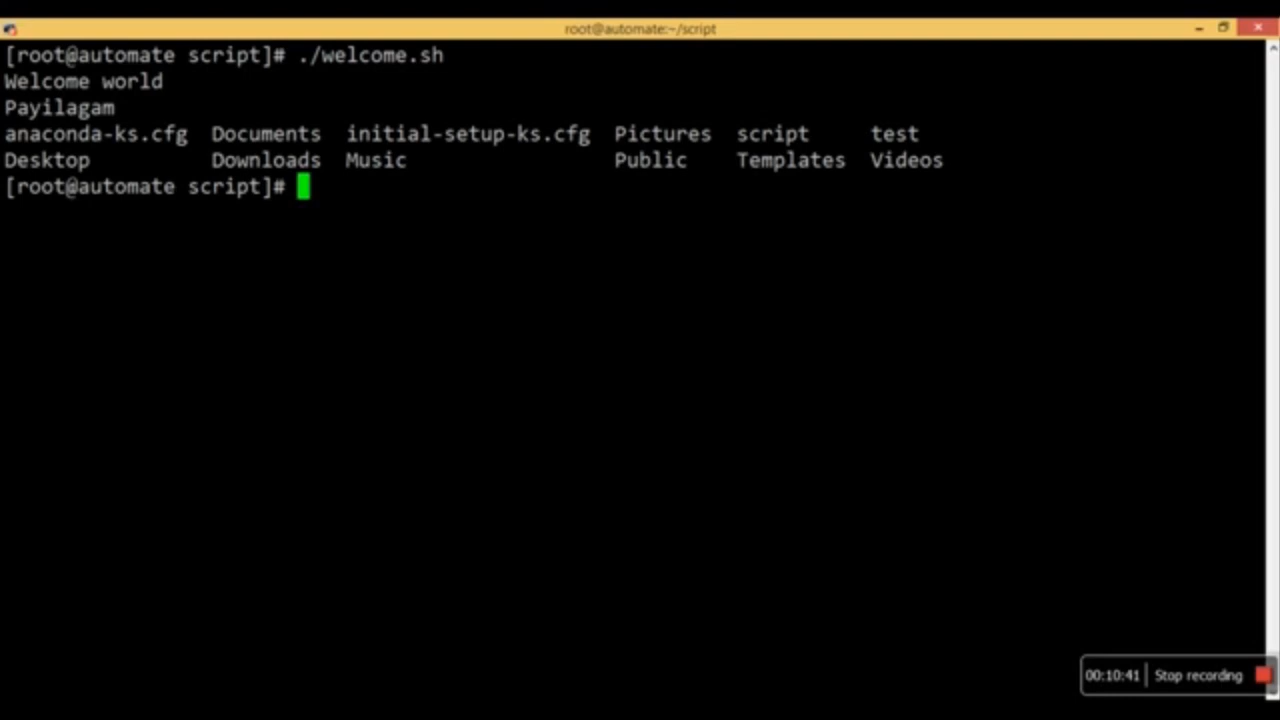 root@automate:~/script
[root@automate script]# ./welcome.sh
Welcome world
Payilagam
anaconda-ks.cfg  Documents  initial-setup-ks.cfg  Pictures  script  test
Desktop  Downloads  Music  Public  Templates  Videos
[root@automate script]#
00:10:41 Stop recording